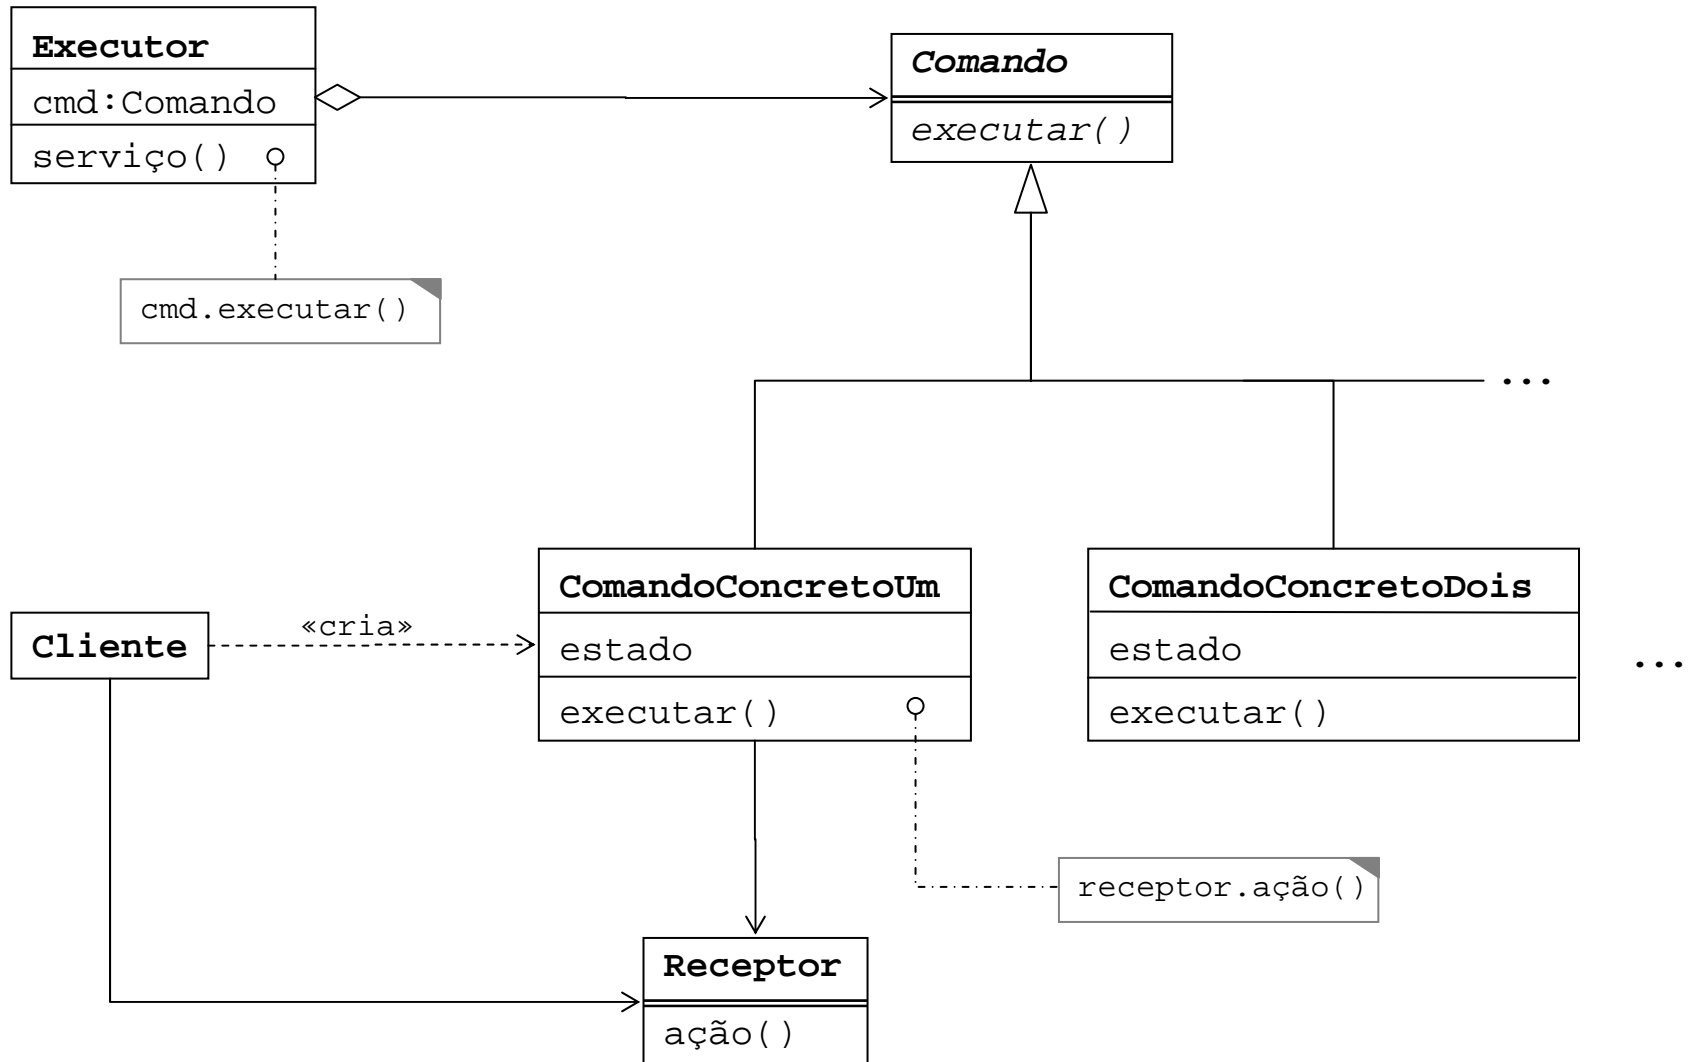 Executor
cmd:Comando
serviço()
cmd.executar()
Comando
executar()
...
Cliente
«cria»
ComandoConcretoUm
estado
executar()
ComandoConcretoDois
estado
executar()
...
receptor.ação()
Receptor
ação()